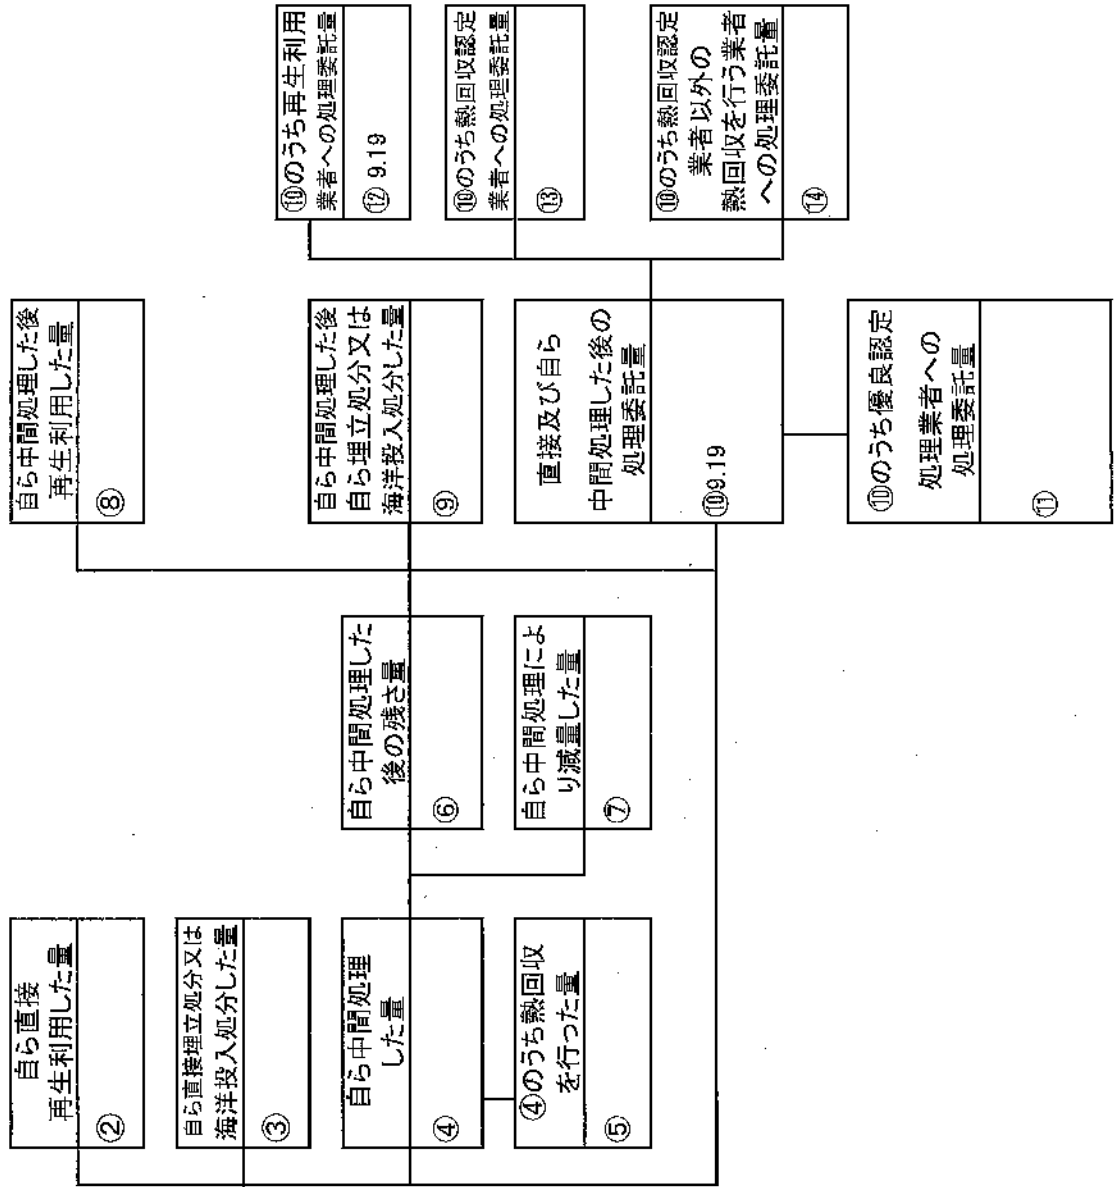 自ら直接
再生利用した量
②
自ら直接埋立処分又は
海洋投入処分した量
③
自ら中間処理
した量
④
④のうち熱回収
を行った量
⑤
自ら中間処理した
後の残さ量
⑥
自ら中間処理によ
り減量した量
⑦
自ら中間処理した後
再生利用した量
⑧
自ら中間処理した後
自ら埋立処分又は
海洋投入処分した量
⑨
直接及び自ら
中間処理した後の
処理委託量
⑩9.19
⑩のうち優良認定
処理業者への
処理委託量
⑪
⑩のうち再生利用
業者への処理委託量
⑫ 9.19
⑩のうち熱回収認定
業者への処理委託量
⑬
⑩のうち熱回収認定
業者以外の
熱回収を行う業者
への処理委託量
⑭